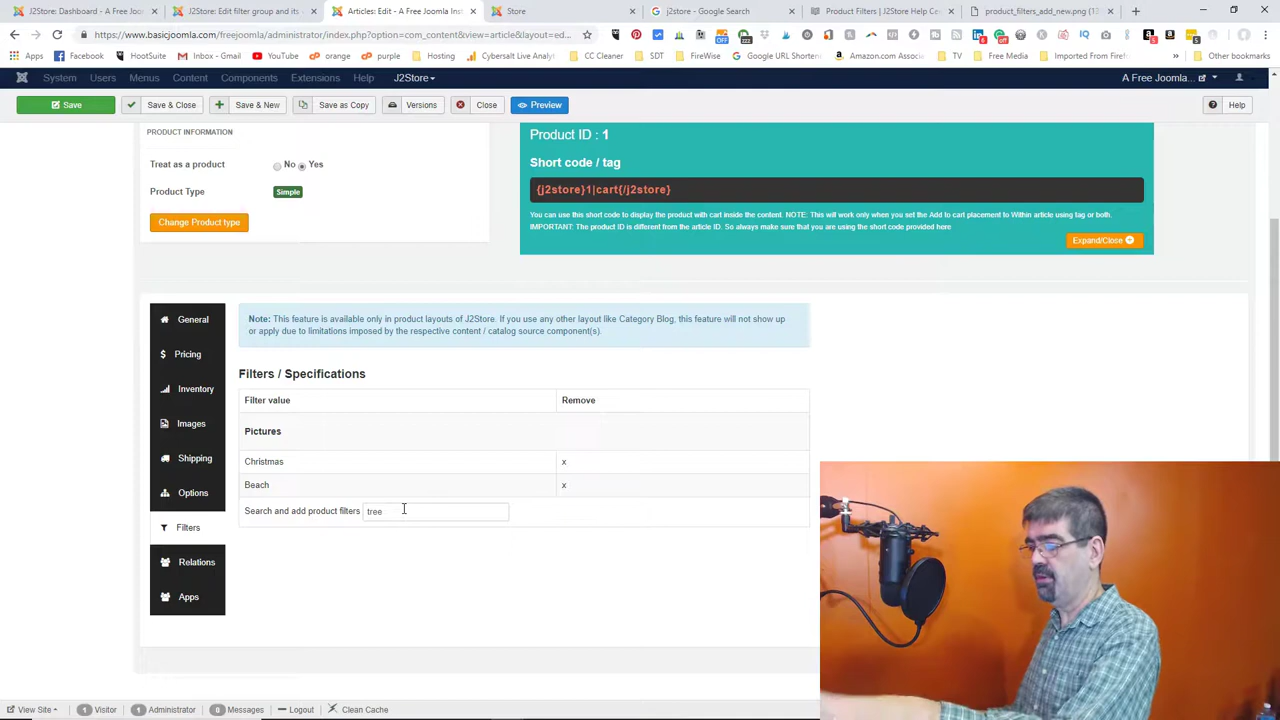 J2Store: Dashboard - A Free Joo
J2Store: Edit filter group and its
Articles: Edit - A Free Joomla Inst
Store
j2store - Google Search
Product Filters | J2Store Help Ce
product_filters_add_new.png (13
https://www.basicjoomla.com/freejoomla/administrator/index.php?option=com_content&view=article&layout=ed...
Apps
Facebook
HootSuite
Inbox - Gmail
YouTube
orange
purple
Hosting
Cybersalt Live Analyt
CC Cleaner
SDT
FireWise
Google URL Shorten
Amazon.com Associ
TV
Free Media
Other bookmarks
System
Users
Menus
Content
Components
Extensions
Help
J2Store
A Free Joomla...
Save
Save & Close
Save & New
Save as Copy
Versions
Close
Preview
Help
PRODUCT INFORMATION
Treat as a product
No
Yes
Product Type
Simple
Change Product type
Product ID : 1
Short code / tag
{j2store}1|cart{/j2store}
You can use this short code to display the product with cart inside the content. NOTE: This will work only when you set the Add to cart placement to Within article using tag or both.
IMPORTANT: The product ID is different from the article ID. So always make sure that you are using the short code provided here
Expand/Close
General
Pricing
Inventory
Images
Shipping
Options
Filters
Relations
Apps
Note: This feature is available only in product layouts of J2Store. If you use any other layout like Category Blog, this feature will not show up
or apply due to limitations imposed by the respective content / catalog source component(s).
Filters / Specifications
Filter value
Remove
Pictures
Christmas
x
Beach
x
Search and add product filters
tree
View Site
1 Visitor
1 Administrator
0 Messages
Logout
Clean Cache